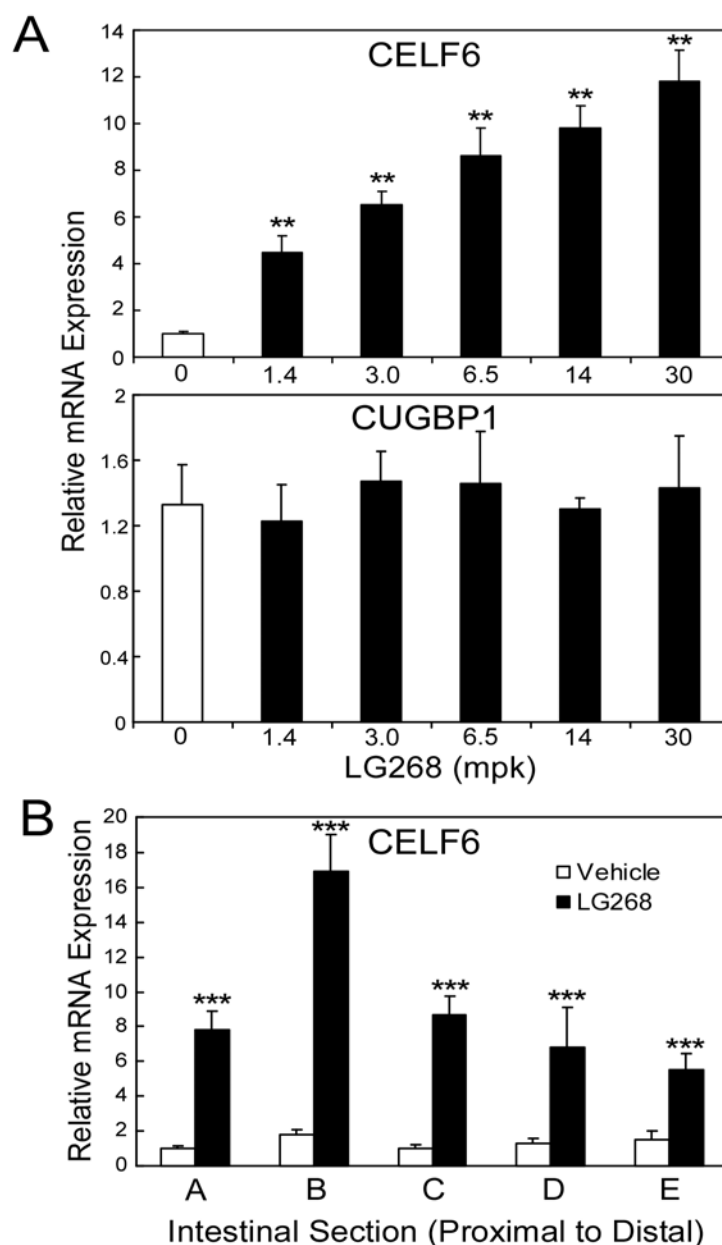 A
CELF6
14
12
10
8
6
4
2
0
** ** ** ** **
0 1.4 3.0 6.5 14 30
Relative mRNA Expression
CUGBP1
2
1.6
1.2
0.8
0.4
0
0 1.4 3.0 6.5 14 30
LG268 (mpk)
B
CELF6
20
18
16
14
12
10
8
6
4
2
0
Relative mRNA Expression
Vehicle
LG268
*** *** *** *** ***
A B C D E
Intestinal Section (Proximal to Distal)